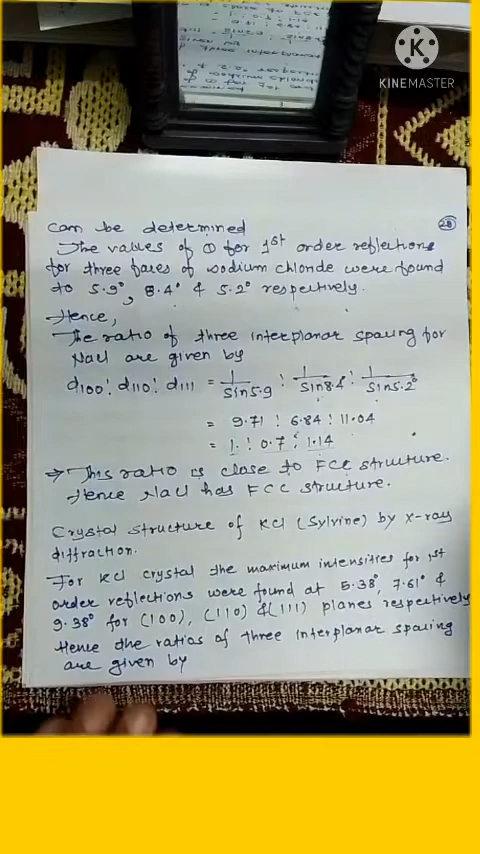 KINEMASTER
28
can be determined
The values of θ for 1st order reflections
for three faces of sodium chloride were found
to 5.9°, 8.4° & 5.2° respectively.
Hence,
The ratio of three interplanar spacing for
NaCl are given by
d100 : d110 : d111 = 1/sin5.9 : 1/sin8.4° : 1/sin5.2°
= 9.71 : 6.84 : 11.04
= 1 : 0.7 : 1.14
⇒ This ratio is close to FCC structure.
Hence NaCl has FCC structure.
Crystal structure of KCl (Sylvine) by X-ray
diffraction.
For KCl crystal the maximum intensities for 1st
order reflections were found at 5.38°, 7.61° &
9.38° for (100), (110) & (111) planes respectively
Hence the ratios of three interplanar spacing
are given by